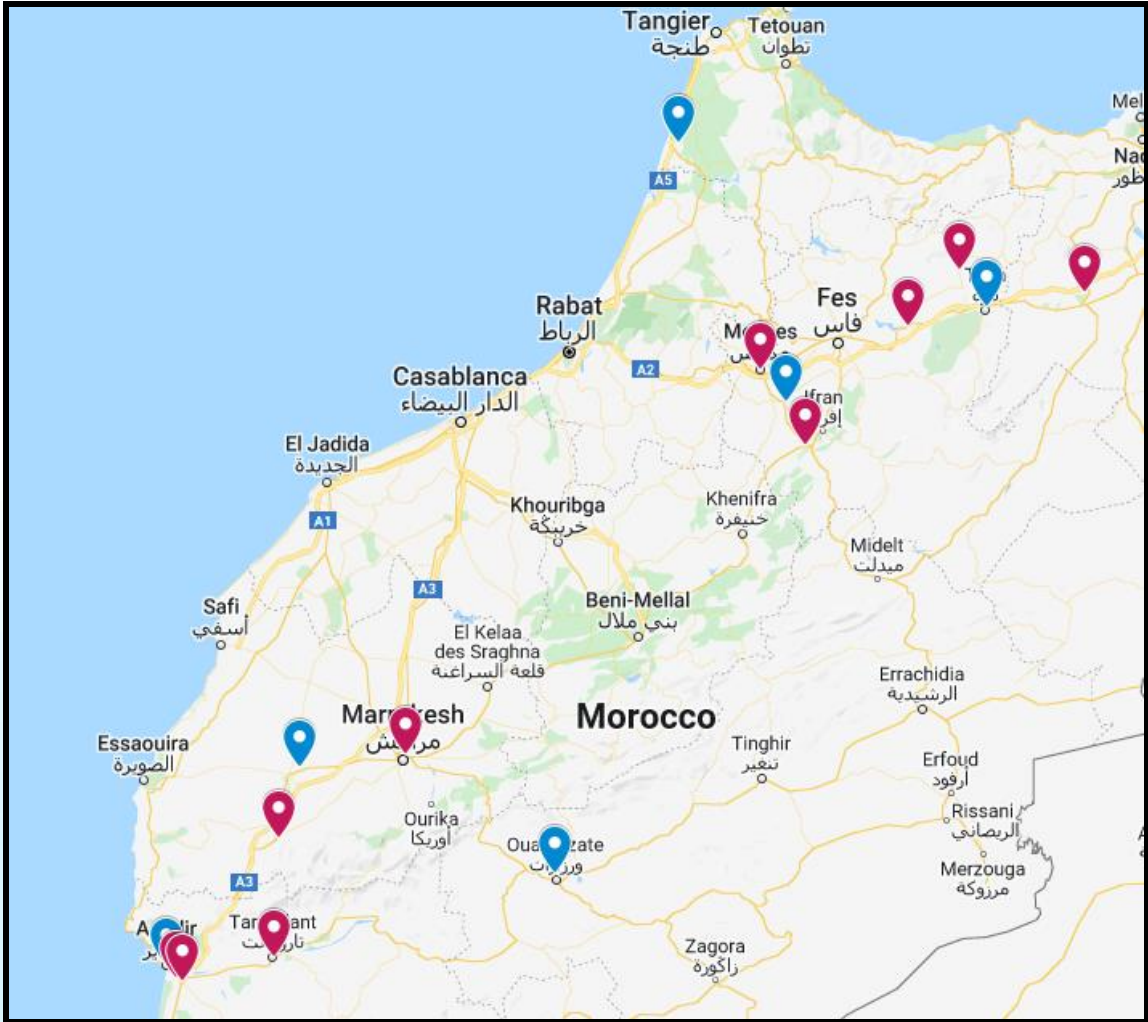 Tangier
طنجة
Tetouan
تطوان
A5
Rabat
الرباط
Fes
فاس
A2
Casablanca
الدار البيضاء
El Jadida
الجديدة
A1
Khouribga
خريبكة
Khenifra
خنيفرة
Midelt
ميدلت
A3
Safi
أسفي
Beni-Mellal
بني ملال
El Kelaa
des Sraghna
قلعة السراغنة
Errachidia
الرشيدية
Morocco
Essaouira
الصويرة
Tinghir
تنغير
Erfoud
أرفود
Ourika
أوريكا
Rissani
الريصاني
Merzouga
مرزوكة
A3
Zagora
زاكورة